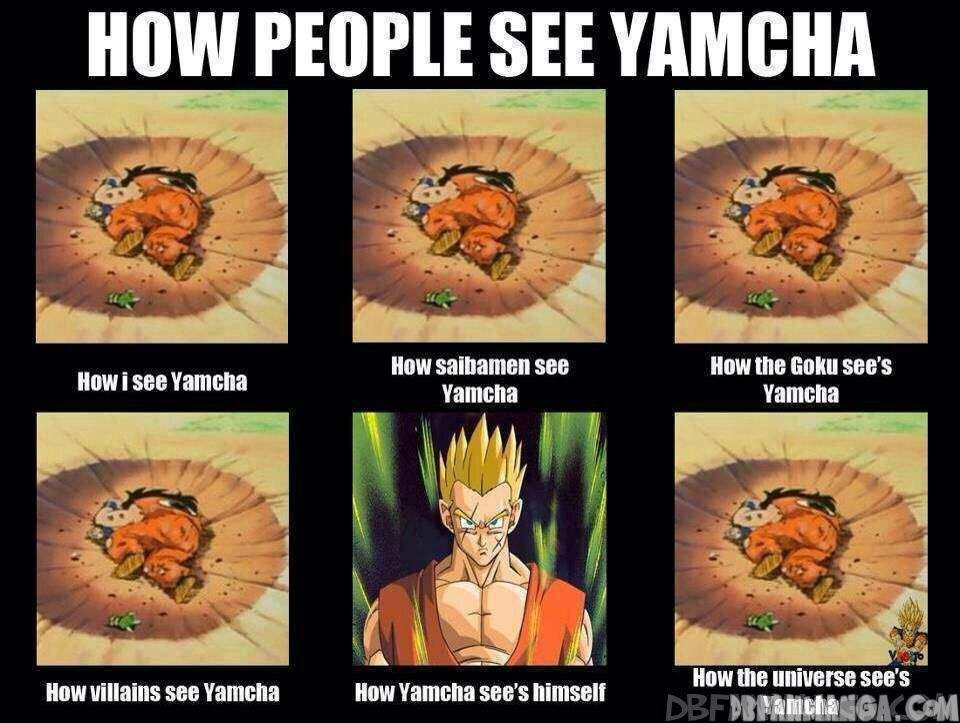 HOW PEOPLE SEE YAMCHA
How i see Yamcha
How saibamen see
Yamcha
How the Goku see's
Yamcha
How villains see Yamcha
How Yamcha see's himself
How the universe see's
Yamcha